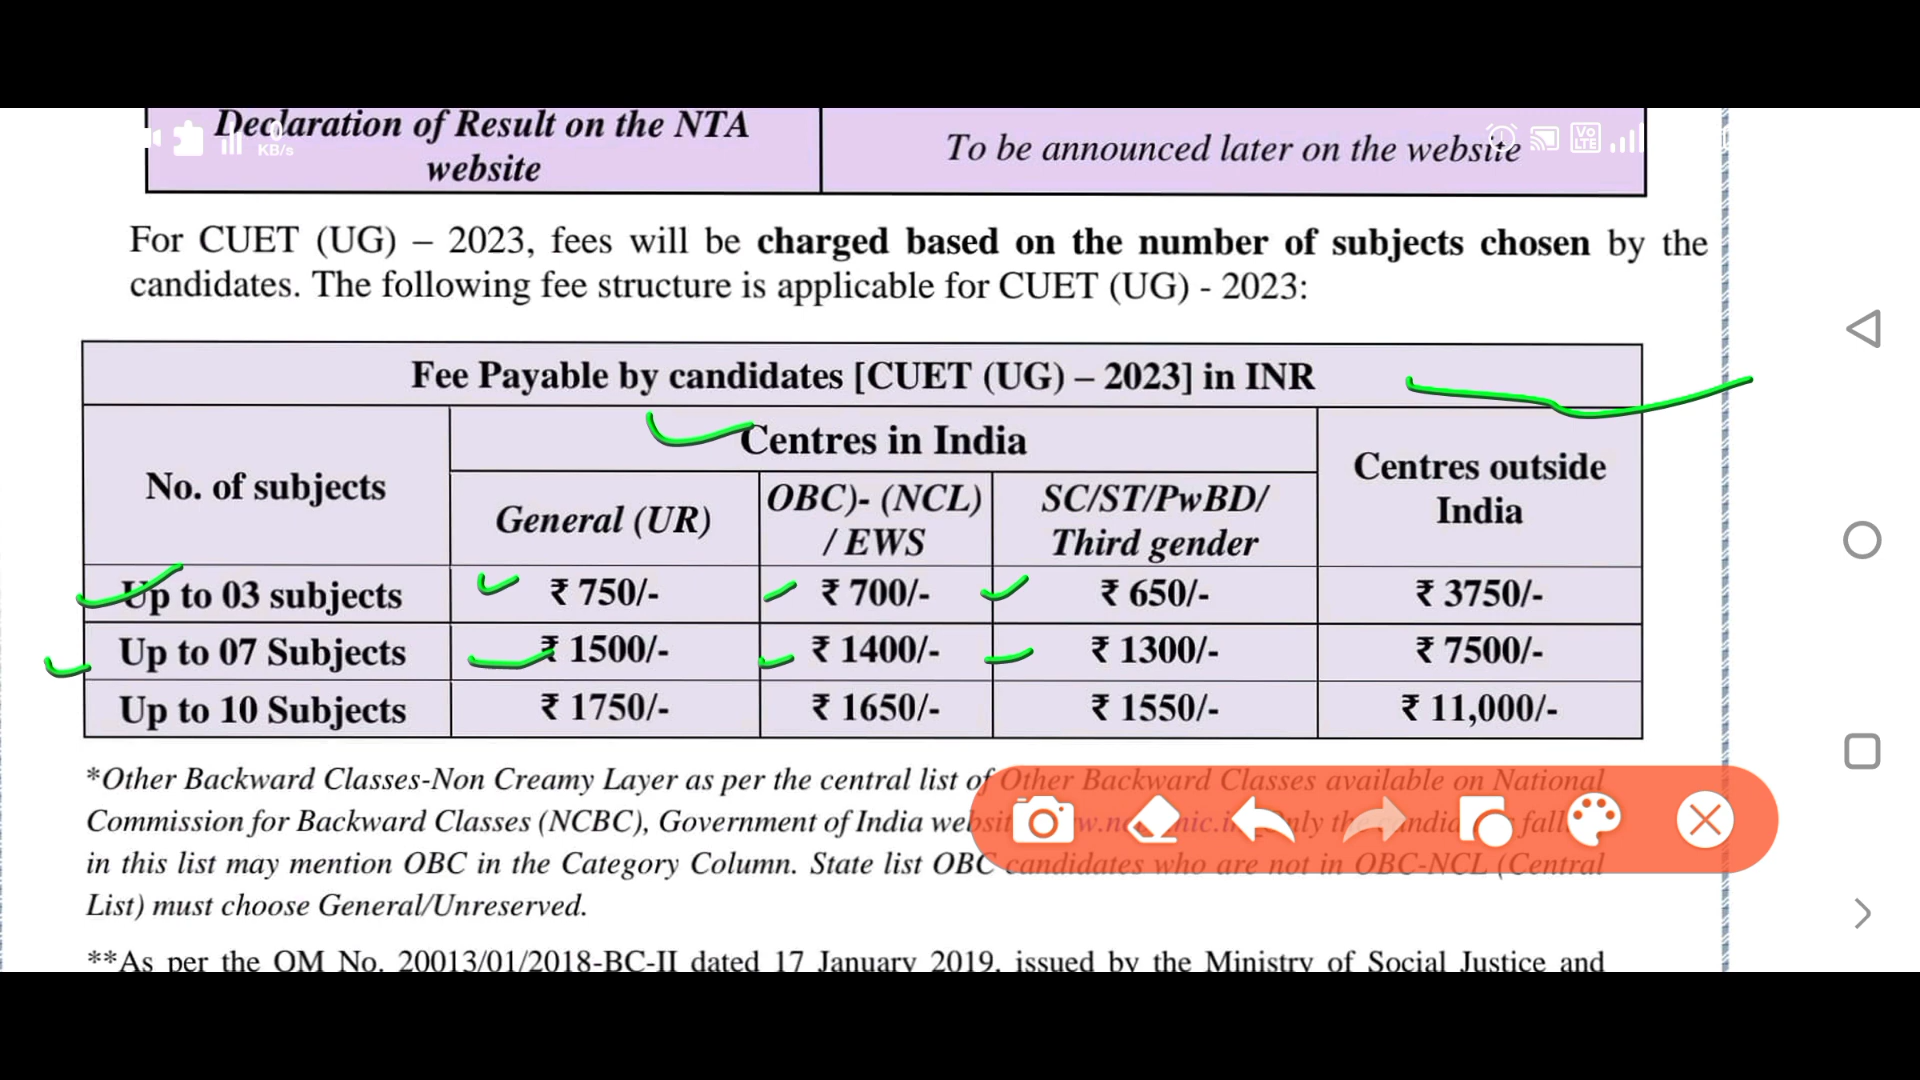 Declaration of Result on the NTA
website
To be announced later on the website
KB/s
Vo
LTE
For CUET (UG) – 2023, fees will be charged based on the number of subjects chosen by the
candidates. The following fee structure is applicable for CUET (UG) - 2023:
Fee Payable by candidates [CUET (UG) – 2023] in INR
No. of subjects
Centres in India
Centres outside
India
General (UR)
OBC)- (NCL)
/ EWS
SC/ST/PwBD/
Third gender
Up to 03 subjects ₹ 750/- ₹ 700/- ₹ 650/- ₹ 3750/-
Up to 07 Subjects ₹ 1500/- ₹ 1400/- ₹ 1300/- ₹ 7500/-
Up to 10 Subjects ₹ 1750/- ₹ 1650/- ₹ 1550/- ₹ 11,000/-
*Other Backward Classes-Non Creamy Layer as per the central list of Other Backward Classes available on National
Commission for Backward Classes (NCBC), Government of India
in this list may mention OBC in the Category Column. State list OBC candidates who are not in OBC-NCL (Central
List) must choose General/Unreserved.
**As per the OM No. 20013/01/2018-BC-II dated 17 January 2019, issued by the Ministry of Social Justice and